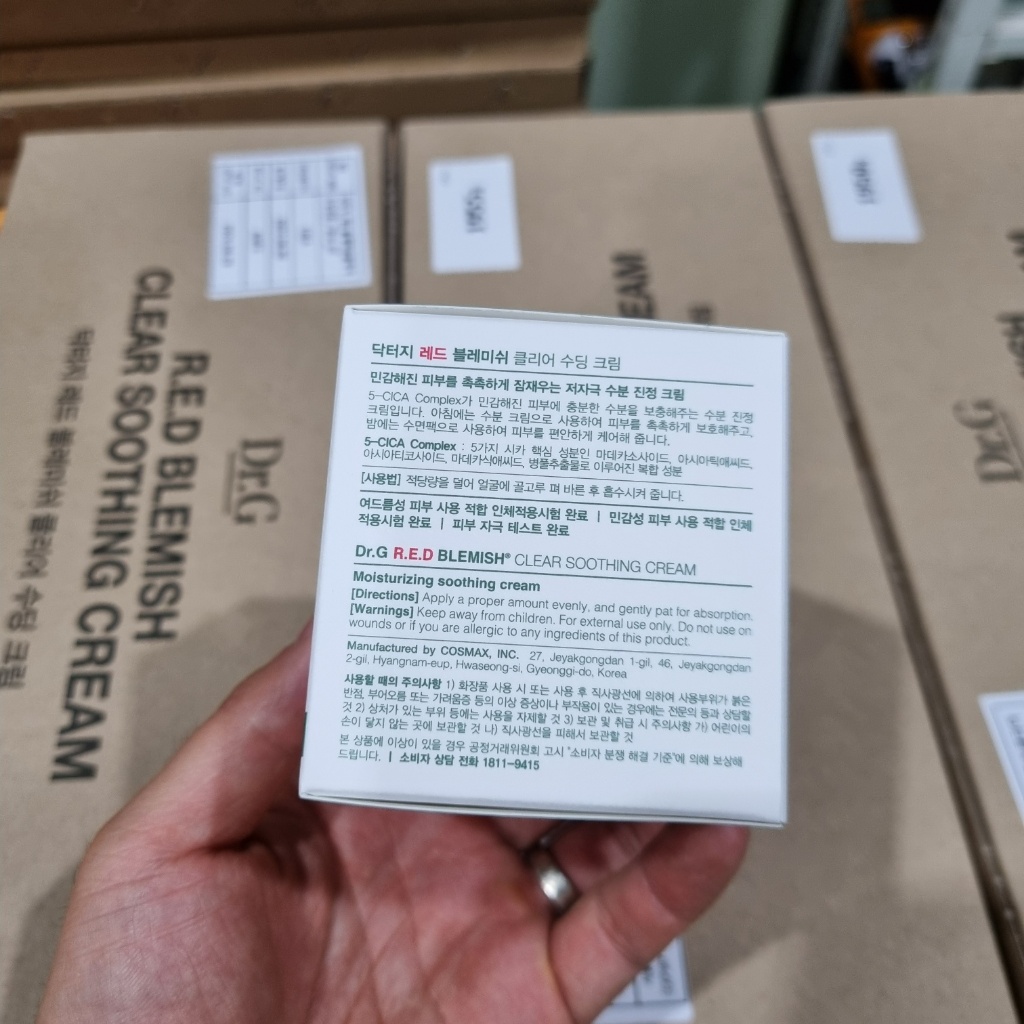 닥터지 레드 블레미쉬 클리어 수딩 크림
민감해진 피부를 촉촉하게 잠재우는 저자극 수분 진정 크림
5-CICA Complex가 민감해진 피부에 충분한 수분을 보충해주는 수분 진정
크림입니다. 아침에는 수분 크림으로 사용하여 피부를 촉촉하게 보호해주고,
밤에는 수면팩으로 사용하여 피부를 편안하게 케어해 줍니다.
5-CICA Complex : 5가지 시카 핵심 성분인 마데카소사이드, 아시아틱애씨드,
아시아티코사이드, 마데카식애씨드, 병풀추출물로 이루어진 복합 성분
[사용법] 적당량을 덜어 얼굴에 골고루 펴 바른 후 흡수시켜 줍니다.
여드름성 피부 사용 적합 인체적용시험 완료 | 민감성 피부 사용 적합 인체
적용시험 완료 | 피부 자극 테스트 완료
Dr.G R.E.D BLEMISH® CLEAR SOOTHING CREAM
Moisturizing soothing cream
[Directions] Apply a proper amount evenly, and gently pat for absorption.
[Warnings] Keep away from children. For external use only. Do not use on
wounds or if you are allergic to any ingredients of this product.
Manufactured by COSMAX, INC. 27, Jeyakgongdan 1-gil, 46, Jeyakgongdan
2-gil, Hyangnam-eup, Hwaseong-si, Gyeonggi-do, Korea
사용할 때의 주의사항 1) 화장품 사용 시 또는 사용 후 직사광선에 의하여 사용부위가 붉은
반점, 부어오름 또는 가려움증 등의 이상 증상이나 부작용이 있는 경우에는 전문의 등과 상담할
것 2) 상처가 있는 부위 등에는 사용을 자제할 것 3) 보관 및 취급 시 주의사항 가) 어린이의
손이 닿지 않는 곳에 보관할 것 나) 직사광선을 피해서 보관할 것
본 상품에 이상이 있을 경우 공정거래위원회 고시 "소비자 분쟁 해결 기준"에 의해 보상해
드립니다. | 소비자 상담 전화 1811-9415
Dr.G
R.E.D BLEMISH
CLEAR SOOTHING CREAM
닥터지 레드 블레미쉬 클리어 수딩 크림
EAM
Dr.G